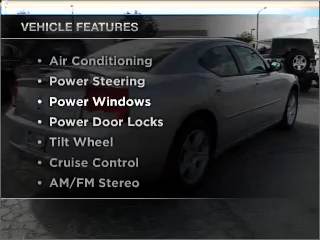 VEHICLE FEATURES
• Air Conditioning
• Power Steering
• Power Windows
• Power Door Locks
• Tilt Wheel
• Cruise Control
• AM/FM Stereo